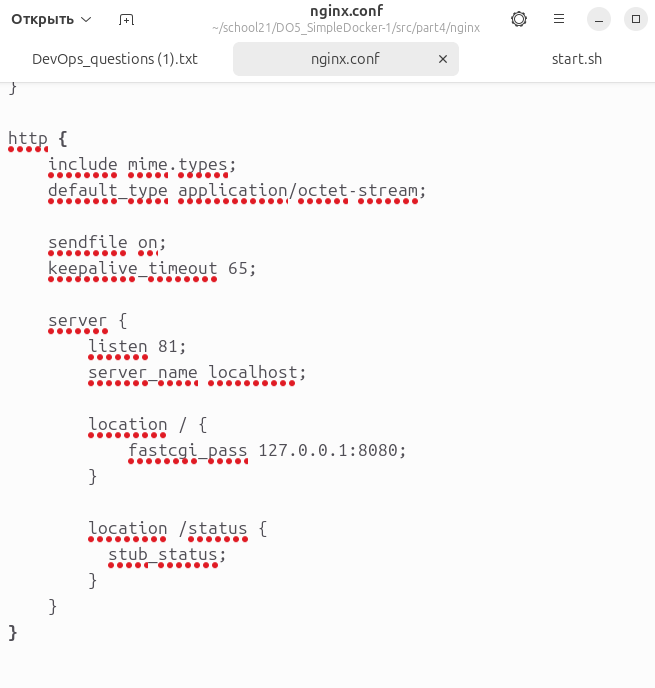 Открыть
nginx.conf
~/school21/DO5_SimpleDocker-1/src/part4/nginx
DevOps_questions (1).txt
nginx.conf
start.sh
}
http {
    include mime.types;
    default_type application/octet-stream;
    sendfile on;
    keepalive_timeout 65;
    server {
        listen 81;
        server_name localhost;
        location / {
            fastcgi_pass 127.0.0.1:8080;
        }
        location /status {
          stub_status;
        }
    }
}